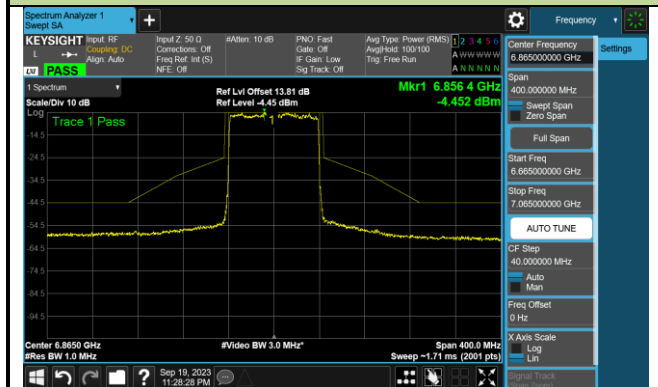 Spectrum Analyzer 1
Swept SA
+
Frequency
KEYSIGHT
L
LXI PASS
Input: RF
Coupling: DC
Align: Auto
Input Z: 50 Ω
Corrections: Off
Freq Ref: Int (S)
NFE: Off
#Atten: 10 dB
PNO: Fast
Gate: Off
IF Gain: Low
Sig Track: Off
Avg Type: Power (RMS)
Avg|Hold: 100/100
Trig: Free Run
1 2 3 4 5 6
A W W W W W
A N N N N N
1 Spectrum
Scale/Div 10 dB
Ref Lvl Offset 13.81 dB
Ref Level -4.45 dBm
Mkr1 6.856 4 GHz
-4.452 dBm
Log
Trace 1 Pass
1
-14.5
-24.5
-34.5
-44.5
-54.5
-64.5
-74.5
-84.5
-94.5
Center 6.8650 GHz
#Res BW 1.0 MHz
#Video BW 3.0 MHz*
Span 400.0 MHz
Sweep ~1.71 ms (2001 pts)
Sep 19, 2023
11:28:28 PM
?
Center Frequency
6.865000000 GHz
Settings
Span
400.000000 MHz
Swept Span
Zero Span
Full Span
Start Freq
6.665000000 GHz
Stop Freq
7.065000000 GHz
AUTO TUNE
CF Step
40.000000 MHz
Auto
Man
Freq Offset
0 Hz
X Axis Scale
Log
Lin
Signal Track
(Span Zoom)